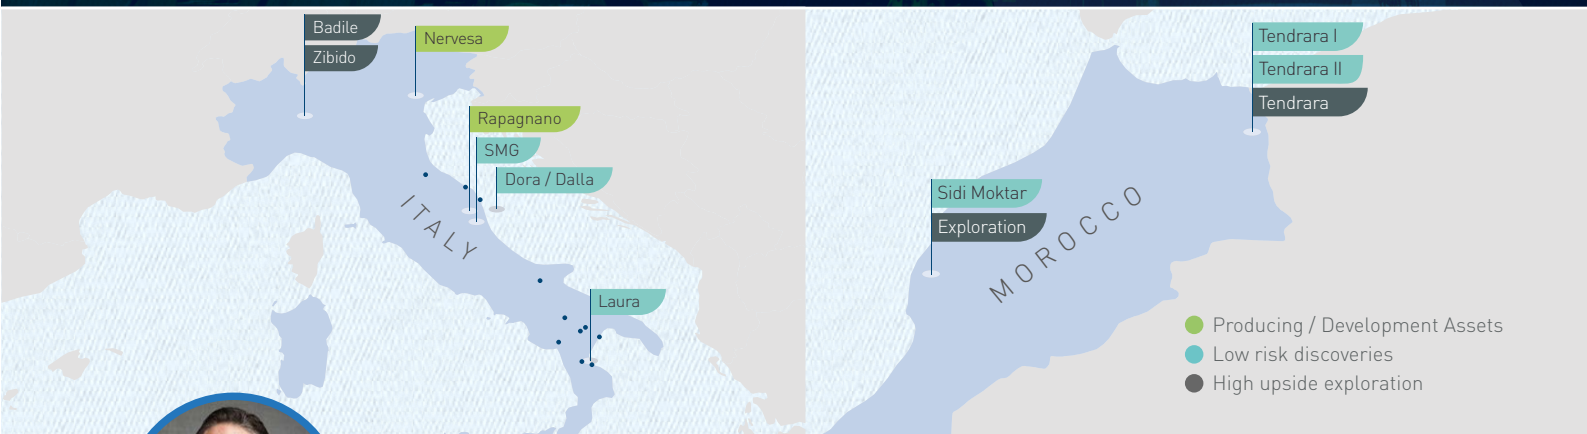 Badile
Zibido
Nervesa
Rapagnano
SMG
Dora / Dalla
ITALY
Laura
Tendrara I
Tendrara II
Tendrara
Sidi Moktar
Exploration
MOROCCO
Producing / Development Assets
Low risk discoveries
High upside exploration